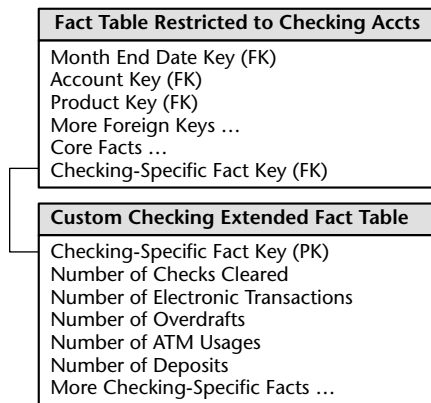 Fact Table Restricted to Checking Accts
Month End Date Key (FK)
Account Key (FK)
Product Key (FK)
More Foreign Keys …
Core Facts …
Checking-Specific Fact Key (FK)
Custom Checking Extended Fact Table
Checking-Specific Fact Key (PK)
Number of Checks Cleared
Number of Electronic Transactions
Number of Overdrafts
Number of ATM Usages
Number of Deposits
More Checking-Specific Facts …